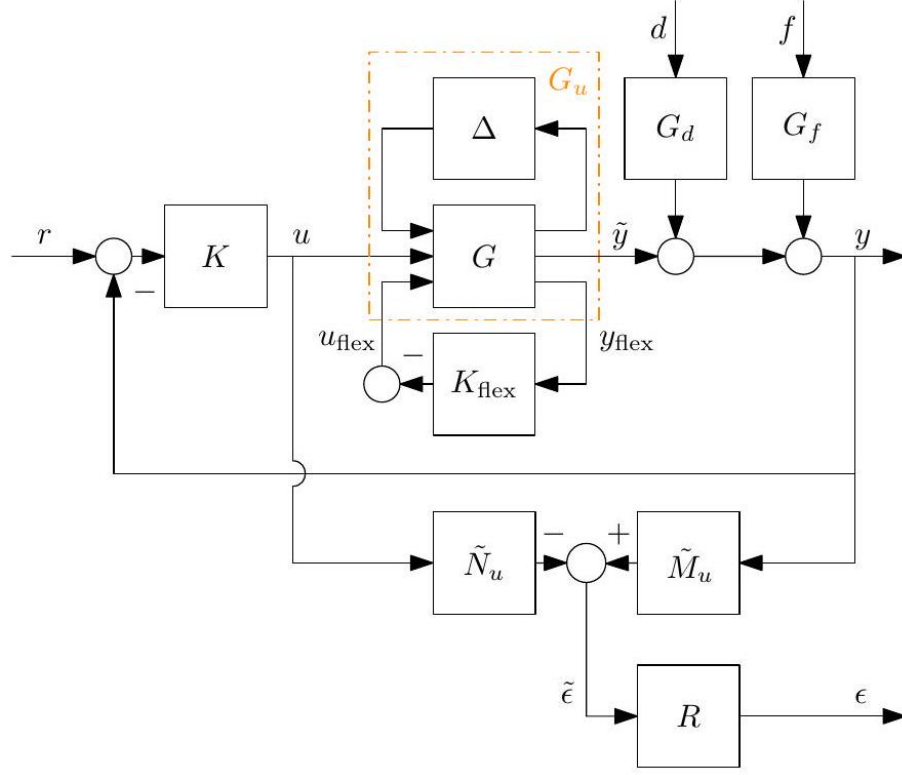 d
f
G_u
Δ
G_d
G_f
r
−
K
u
G
ỹ
y
u_flex
−
K_flex
y_flex
Ñ_u
−
+
M̃_u
ε̃
R
ϵ